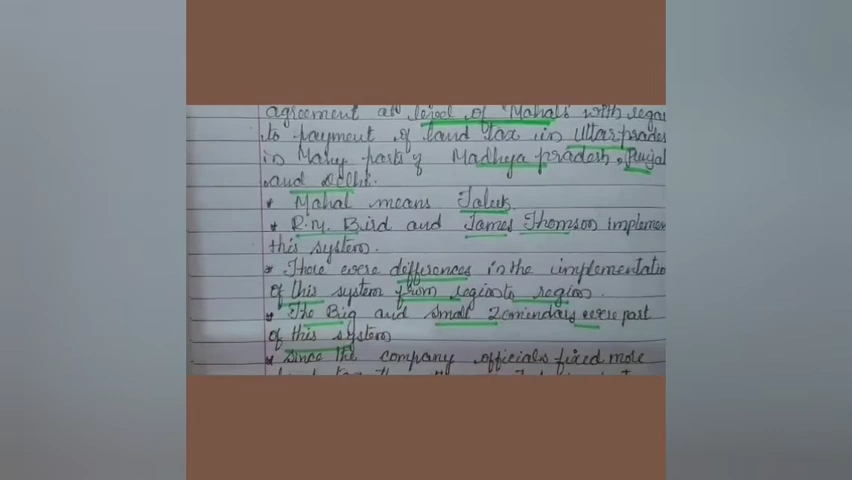 agreement at level of "Mahals" with regar
to payment of land tax in Uttar prades
in Many parts of Madhya pradesh, Punjab
and Delhi.
* Mahal means Taluk.
* R.M. Bird and James Thomson implemen
this system.
* There were differences in the implementatio
of this system from region to region.
* The Big and small Zamindars were part
of this system
* since the company officials fixed more